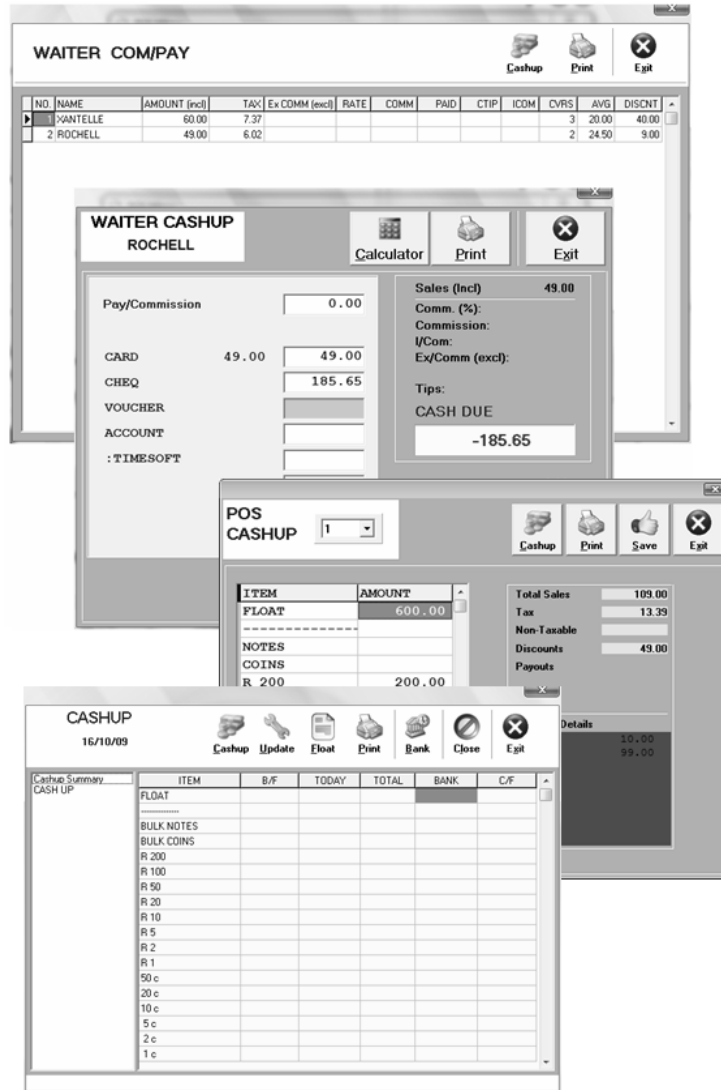 WAITER COM/PAY
Cashup Print Exit
NO. NAME AMOUNT (incl) TAX Ex COMM (excl) RATE COMM PAID CTIP ICOM CVRS AVG DISCNT
1 XANTELLE 60.00 7.37 3 20.00 40.00
2 ROCHELL 49.00 6.02 2 24.50 9.00
WAITER CASHUP
ROCHELL
Calculator Print Exit
Pay/Commission 0.00
CARD 49.00 49.00
CHEQ 185.65
VOUCHER
ACCOUNT
:TIMESOFT
Sales (Incl) 49.00
Comm. (%):
Commission:
I/Com:
Ex/Comm (excl):
Tips:
CASH DUE
-185.65
POS
CASHUP 1
Cashup Print Save Exit
ITEM AMOUNT
FLOAT 600.00
---------------
NOTES
COINS
R 200 200.00
Total Sales 109.00
Tax 13.39
Non-Taxable
Discounts 49.00
Payouts
Details
10.00
99.00
CASHUP
16/10/09
Cashup Update Float Print Bank Close Exit
Cashup Summary
CASH UP
ITEM B/F TODAY TOTAL BANK C/F
FLOAT
--------------
BULK NOTES
BULK COINS
R 200
R 100
R 50
R 20
R 10
R 5
R 2
R 1
50 c
20 c
10 c
5 c
2 c
1 c